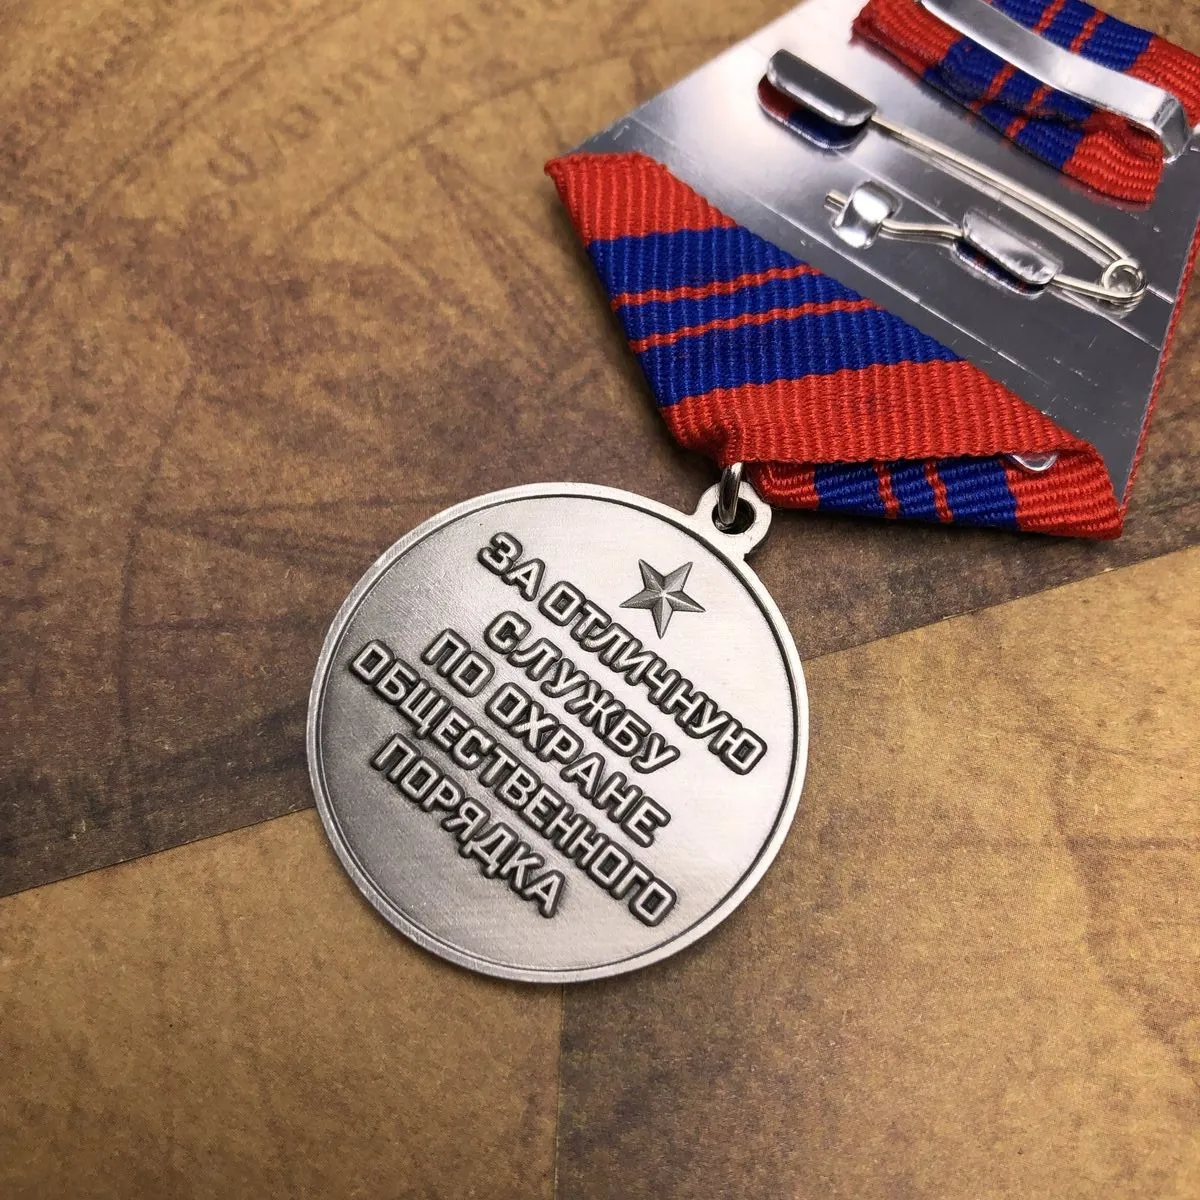 ЗА ОТЛИЧНУЮ
СЛУЖБУ
ПО ОХРАНЕ
ОБЩЕСТВЕННОГО
ПОРЯДКА